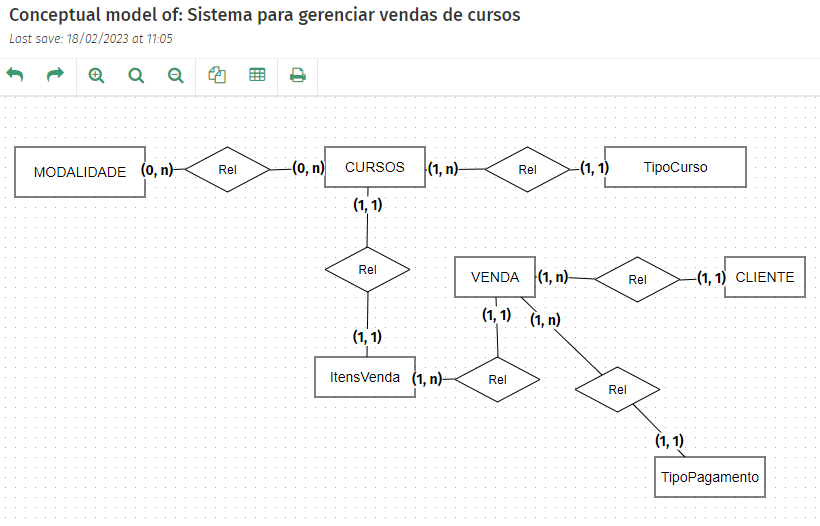 Conceptual model of: Sistema para gerenciar vendas de cursos
Last save: 18/02/2023 at 11:05
MODALIDADE (0, n) Rel (0, n) CURSOS (1, n) Rel (1, 1) TipoCurso
(1, 1)
Rel VENDA (1, n) Rel (1, 1) CLIENTE
(1, 1) (1, n)
(1, 1)
ItensVenda (1, n) Rel Rel
(1, 1)
TipoPagamento